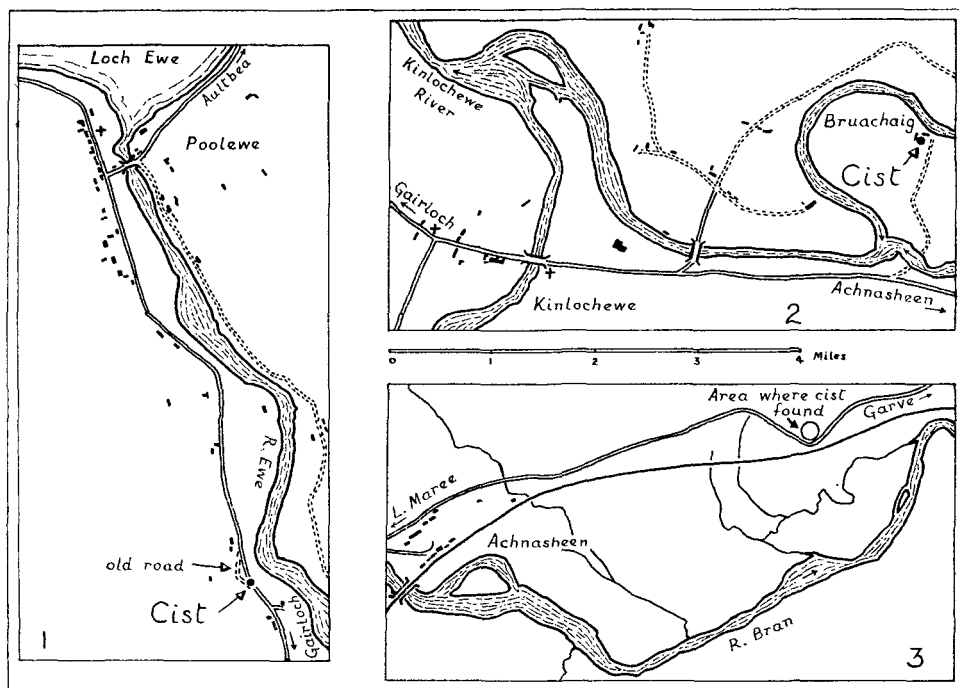 Loch Ewe
Aultbea
Poolewe
R. Ewe
old road
Cist
Gairloch
1
Kinlochewe
River
Bruachaig
Cist
Gairloch
Kinlochewe
Achnasheen
2
0 1 2 3 4 Miles
Area where cist
found
Garve
L. Maree
Achnasheen
R. Bran
3